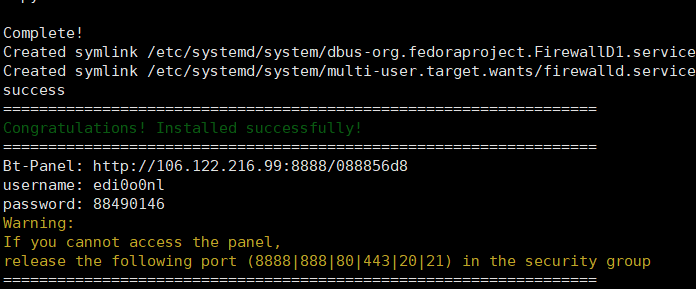 Complete!
Created symlink /etc/systemd/system/dbus-org.fedoraproject.FirewallD1.service
Created symlink /etc/systemd/system/multi-user.target.wants/firewalld.service
success
==================================================================
Congratulations! Installed successfully!
==================================================================
Bt-Panel: http://106.122.216.99:8888/088856d8
username: edi0o0nl
password: 88490146
Warning:
If you cannot access the panel,
release the following port (8888|888|80|443|20|21) in the security group
==================================================================